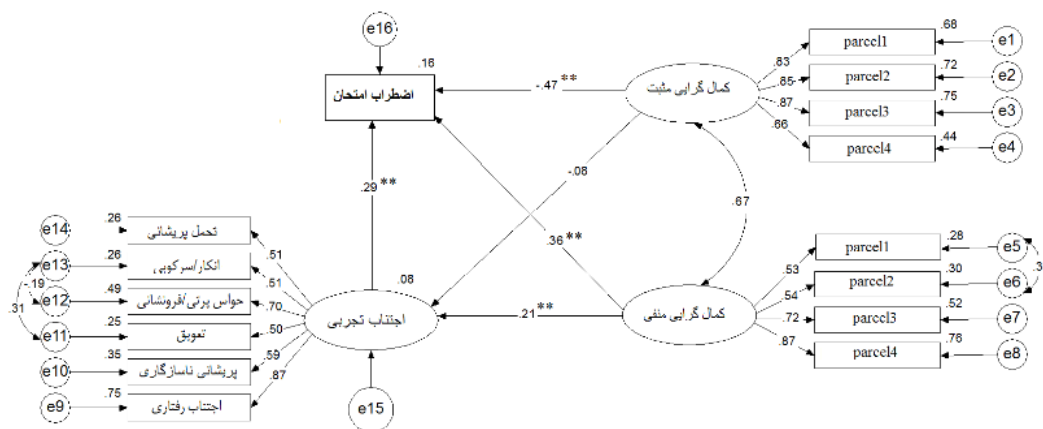 e16
.16
اضطراب امتحان
-.47 **
کمال گرایی مثبت
.83
.85
.87
.66
parcel1
.68
e1
parcel2
.72
e2
parcel3
.75
e3
parcel4
.44
e4
.29 **
-.08
.67
.36 **
e14
.26
تحمل پریشانی
.51
e13
.26
انکار/سرکوبی
.51
-.19
e12
.49
حواس پرتی/فرونشانی
.70
.31
e11
.25
تعویق
.50
e10
.35
پریشانی ناسازگاری
.59
e9
.75
اجتناب رفتاری
.87
.08
اجتناب تجربی
e15
.21 **
کمال گرایی منفی
.53
.54
.72
.87
parcel1
.28
e5
.3
parcel2
.30
e6
parcel3
.52
e7
parcel4
.76
e8